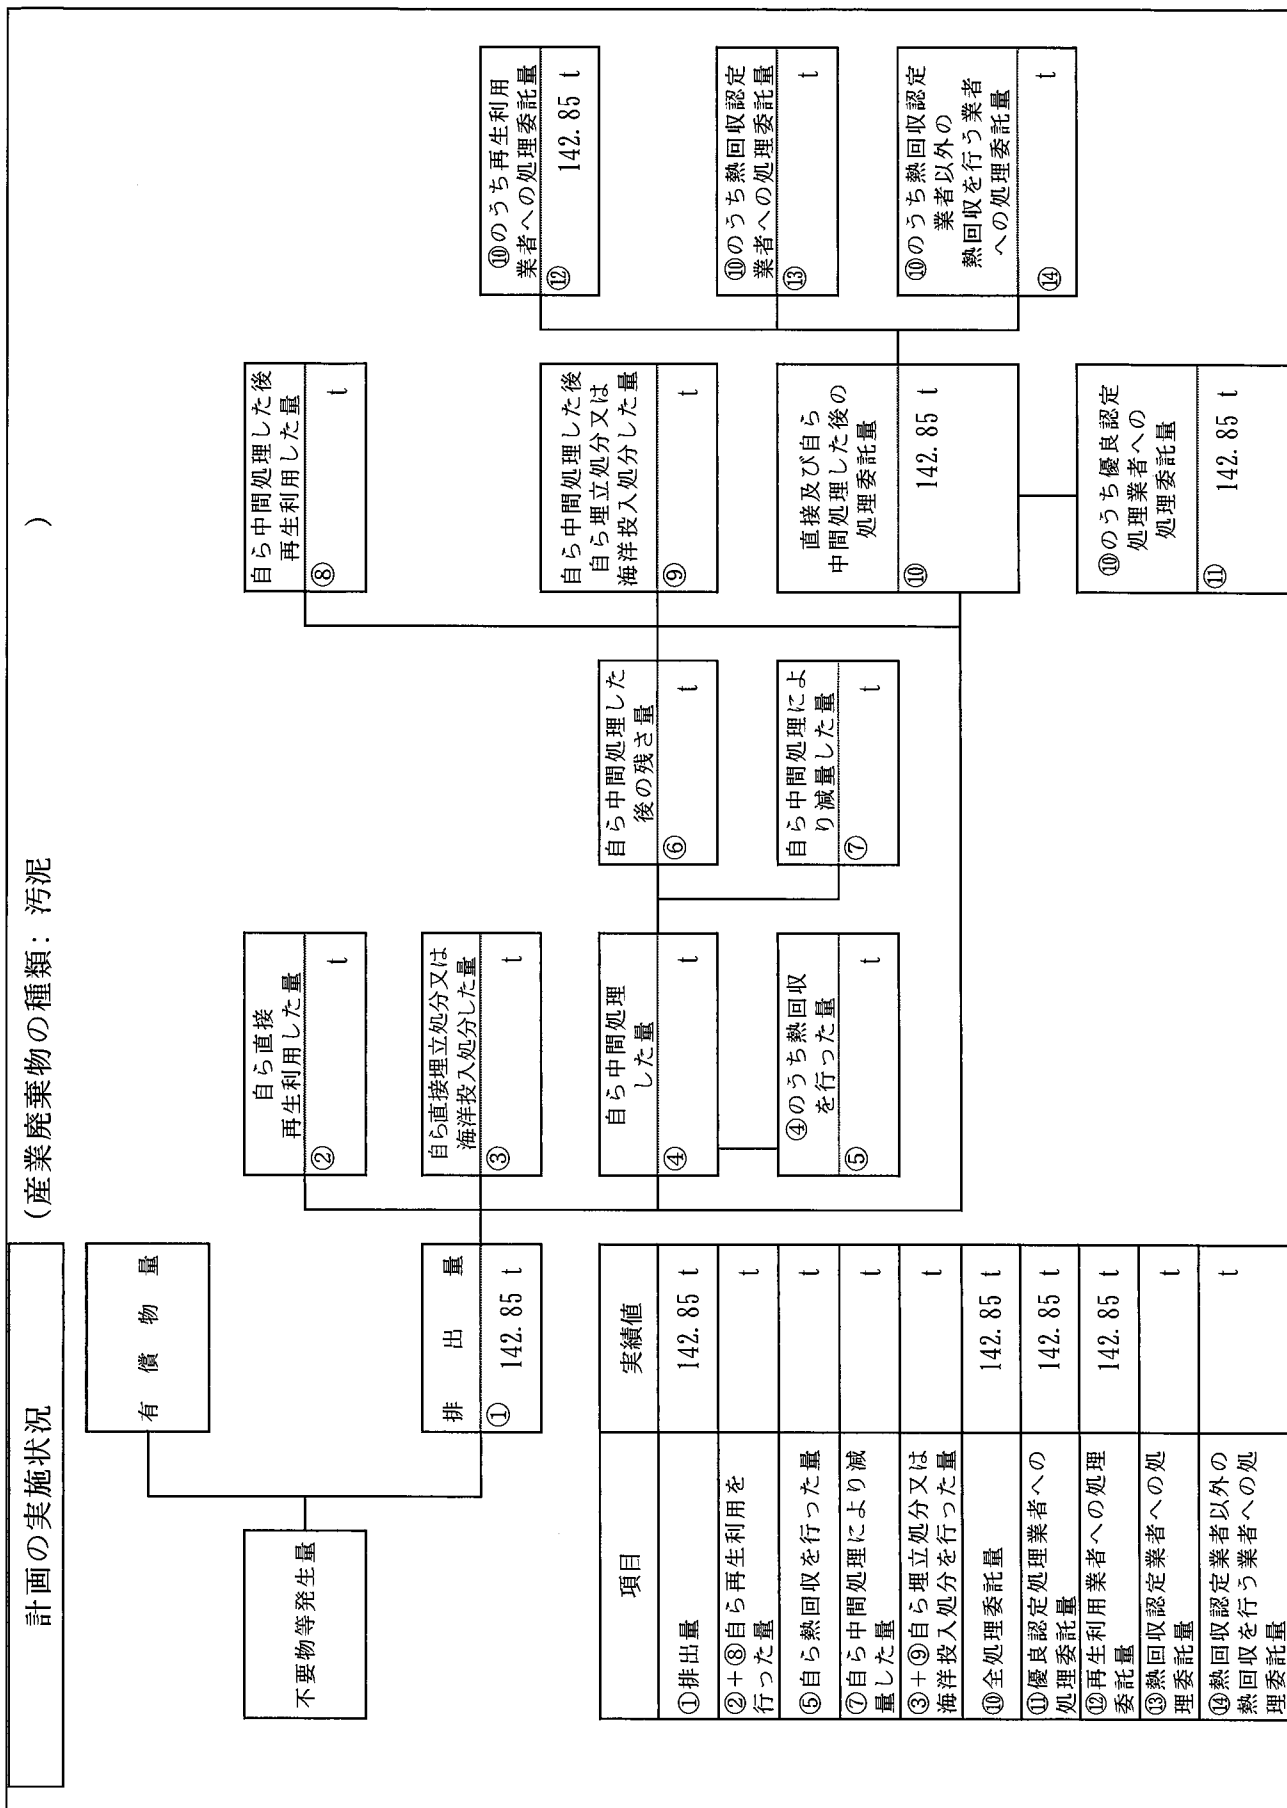 計画の実施状況
(産業廃棄物の種類：汚泥　　　　　)
不要物等発生量
有　償　物　量
排　出　量
① 142.85 t
自ら直接
再生利用した量
② t
自ら直接埋立処分又は
海洋投入処分した量
③ t
自ら中間処理
した量
④ t
④のうち熱回収
を行った量
⑤ t
自ら中間処理した
後の残さ量
⑥ t
自ら中間処理によ
り減量した量
⑦ t
自ら中間処理した後
再生利用した量
⑧ t
自ら中間処理した後
自ら埋立処分又は
海洋投入処分した量
⑨ t
直接及び自ら
中間処理した後の
処理委託量
⑩ 142.85 t
⑩のうち優良認定
処理業者への
処理委託量
⑪ 142.85 t
⑩のうち再生利用
業者への処理委託量
⑫ 142.85 t
⑩のうち熱回収認定
業者への処理委託量
⑬ t
⑩のうち熱回収認定
業者以外の
熱回収を行う業者
への処理委託量
⑭ t
項目 実績値
①排出量 142.85 t
②＋⑧自ら再生利用を
行った量 t
⑤自ら熱回収を行った量 t
⑦自ら中間処理により減
量した量 t
③＋⑨自ら埋立処分又は
海洋投入処分を行った量 t
⑩全処理委託量 142.85 t
⑪優良認定処理業者への
処理委託量 142.85 t
⑫再生利用業者への処理
委託量 142.85 t
⑬熱回収認定業者への処
理委託量 t
⑭熱回収認定業者以外の
熱回収を行う業者への処
理委託量 t